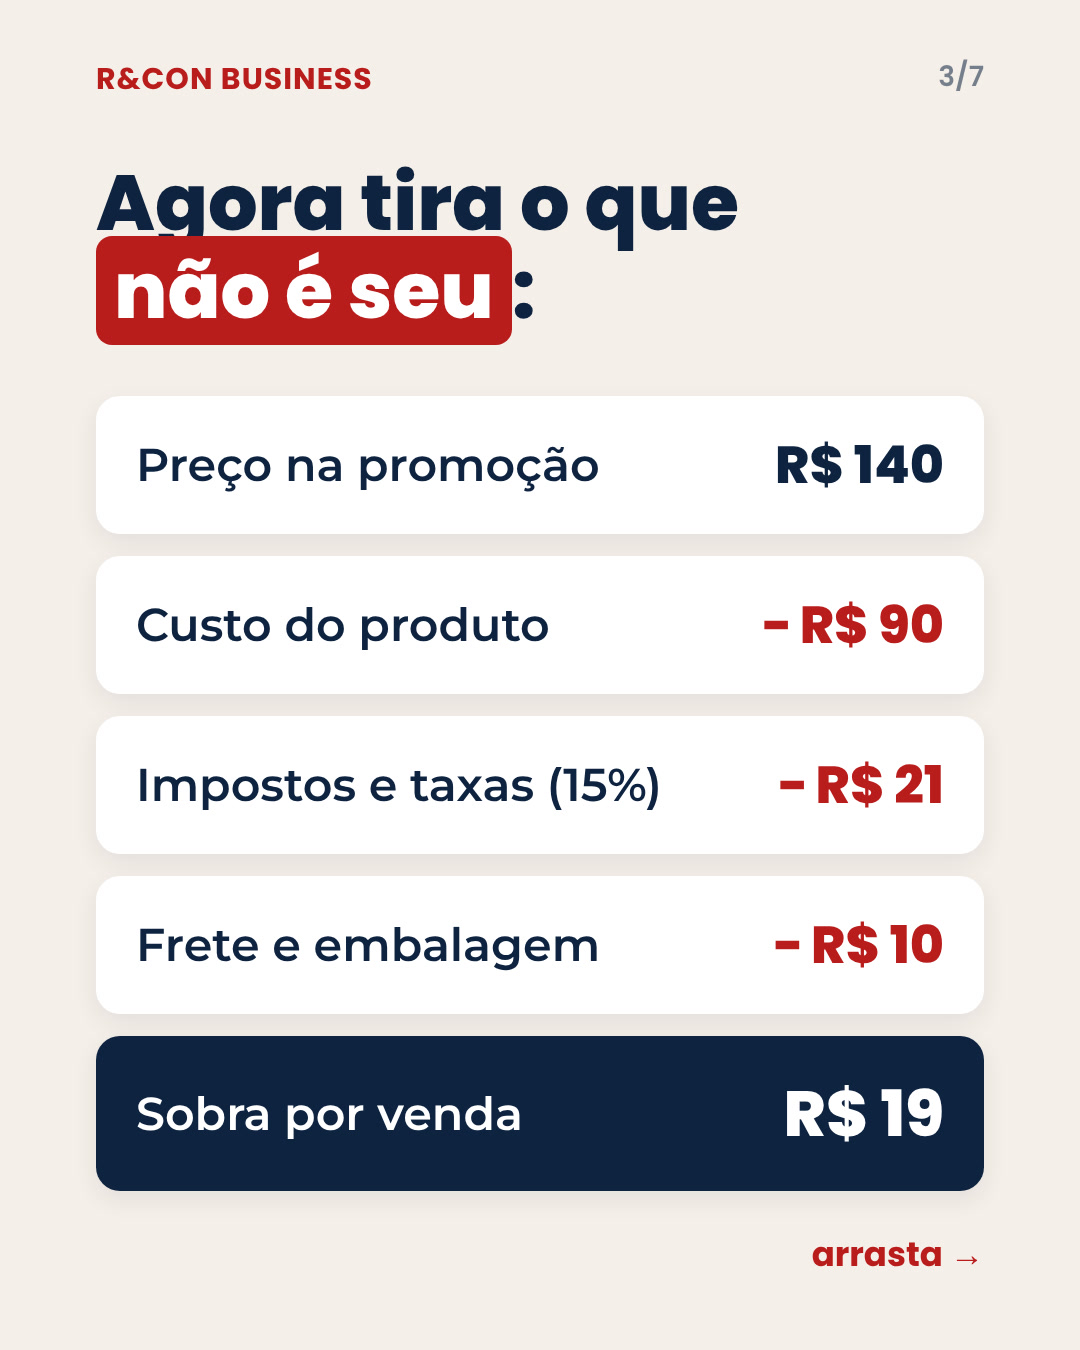 R&CON BUSINESS
3/7
Agora tira o que
não é seu:
Preço na promoção R$ 140
Custo do produto – R$ 90
Impostos e taxas (15%) – R$ 21
Frete e embalagem – R$ 10
Sobra por venda R$ 19
arrasta →